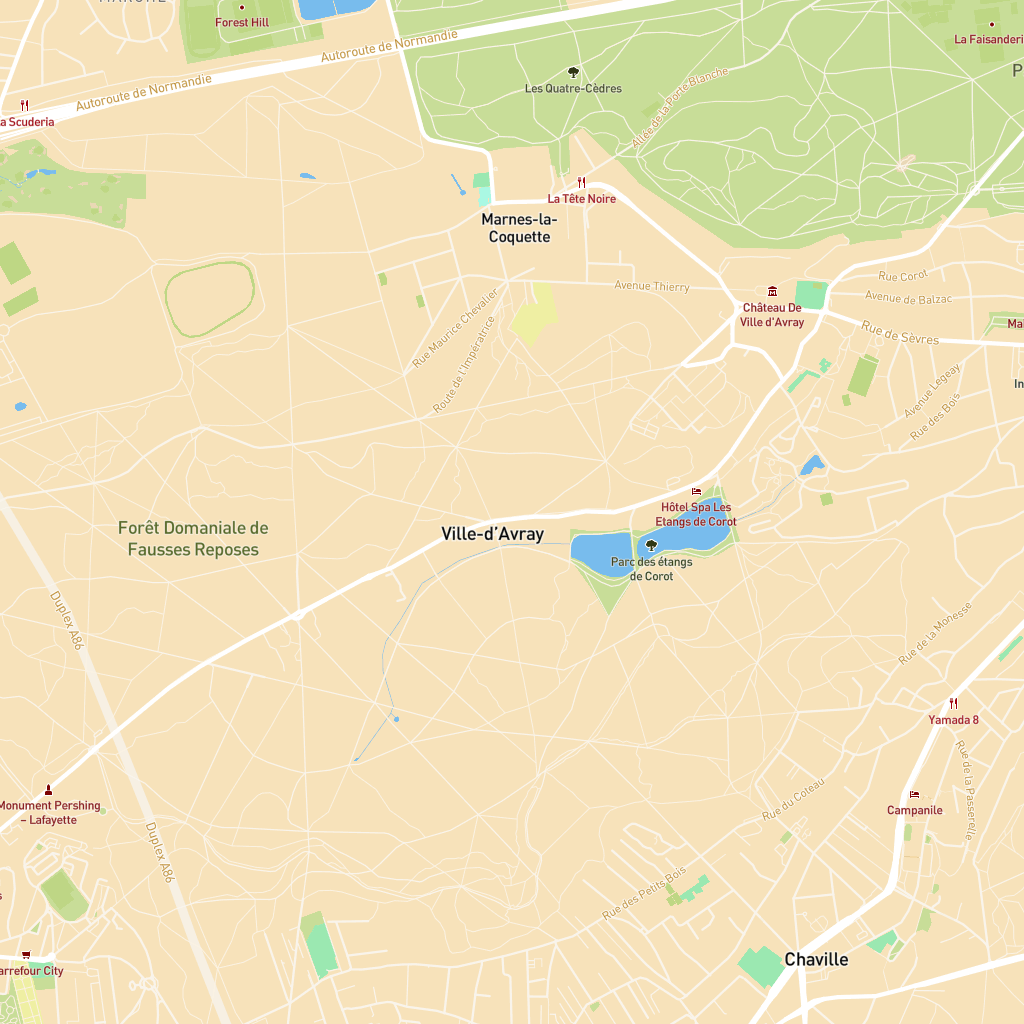 Forest Hill
Autoroute de Normandie
La Faisanderi
Les Quatre-Cèdres
Allée de la Porte Blanche
Autoroute de Normandie
a Scuderia
La Tête Noire
Marnes-la-
Coquette
Rue Corot
Avenue Thierry
Avenue de Balzac
Château De
Ville d'Avray
Rue de Sèvres
Mai
Rue Maurice Chevalier
Route de l'Impératrice
Avenue Legeay
In
Rue des Bois
Hôtel Spa Les
Etangs de Corot
Forêt Domaniale de
Fausses Reposes
Ville-d’Avray
Parc des étangs
de Corot
Duplex A86
Rue de la Monesse
Yamada 8
Rue de la Passerelle
Monument Pershing
– Lafayette
Rue du Coteau
Campanile
Duplex A86
Rue des Petits Bois
s
Chaville
arrefour City